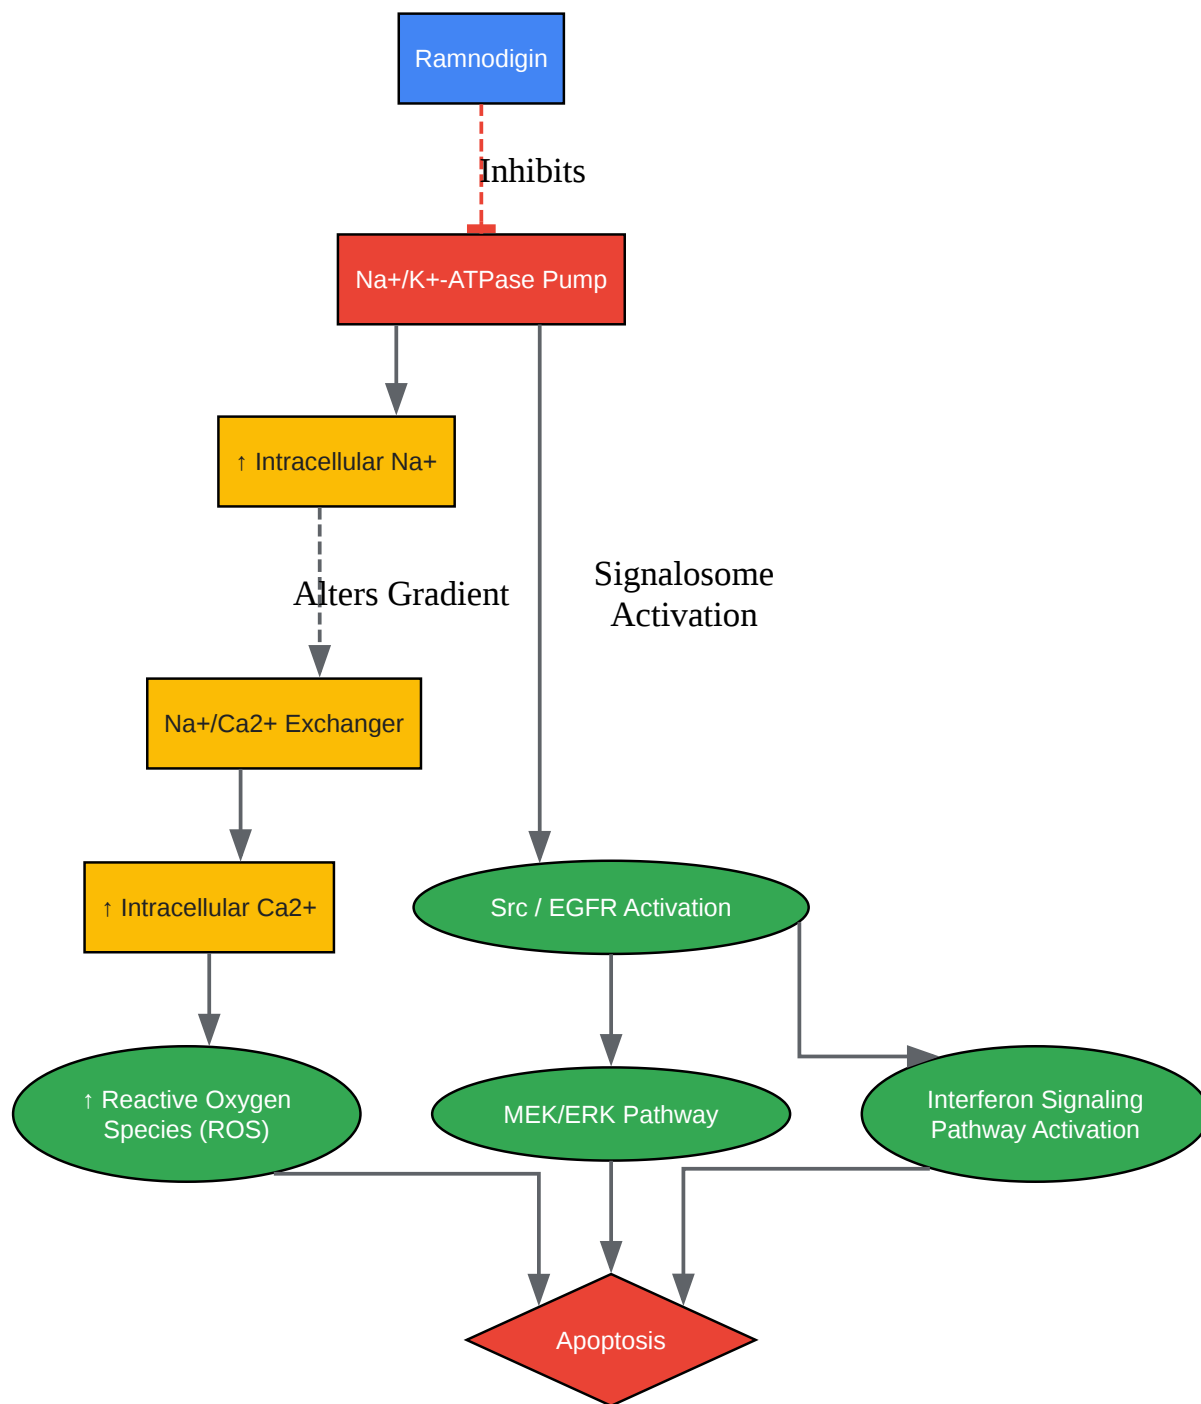 Ramnodigin
Inhibits
Na+/K+-ATPase Pump
↑ Intracellular Na+
Alters Gradient
Signalosome
Activation
Na+/Ca2+ Exchanger
↑ Intracellular Ca2+
Src / EGFR Activation
↑ Reactive Oxygen
Species (ROS)
MEK/ERK Pathway
Interferon Signaling
Pathway Activation
Apoptosis